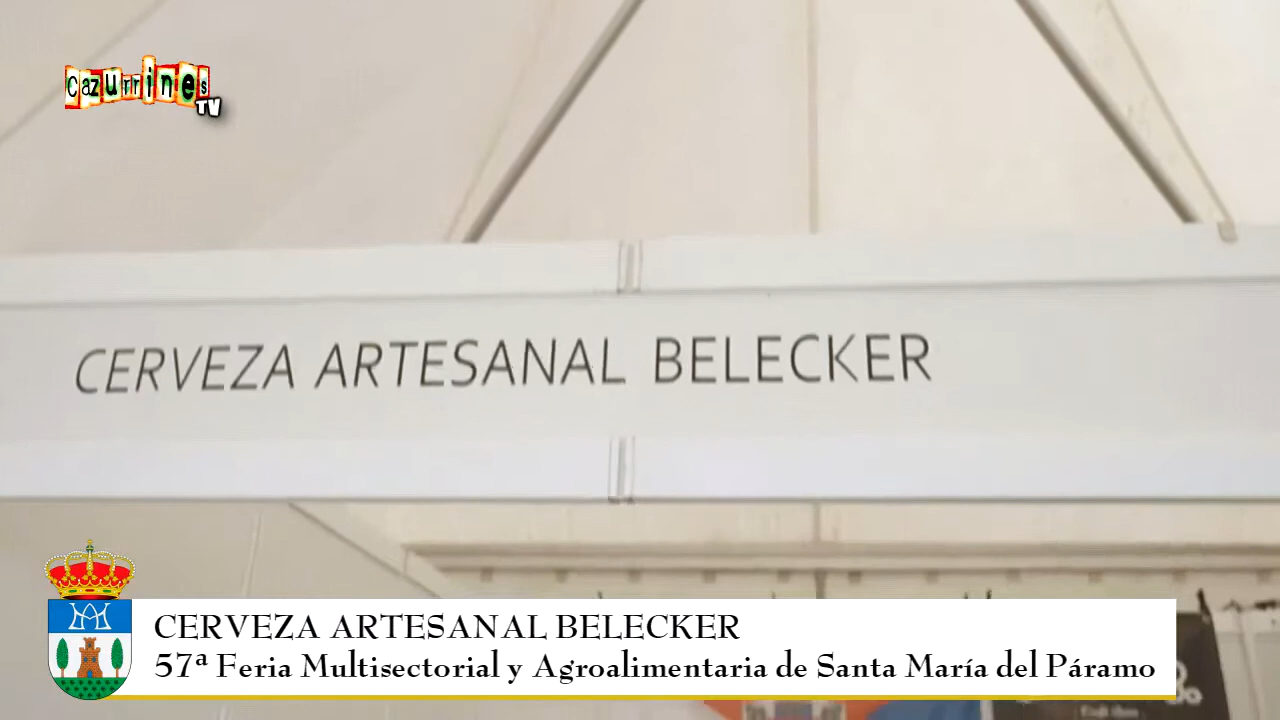 Cazurrines
TV
CERVEZA ARTESANAL BELECKER
CERVEZA ARTESANAL BELECKER
57ª Feria Multisectorial y Agroalimentaria de Santa María del Páramo